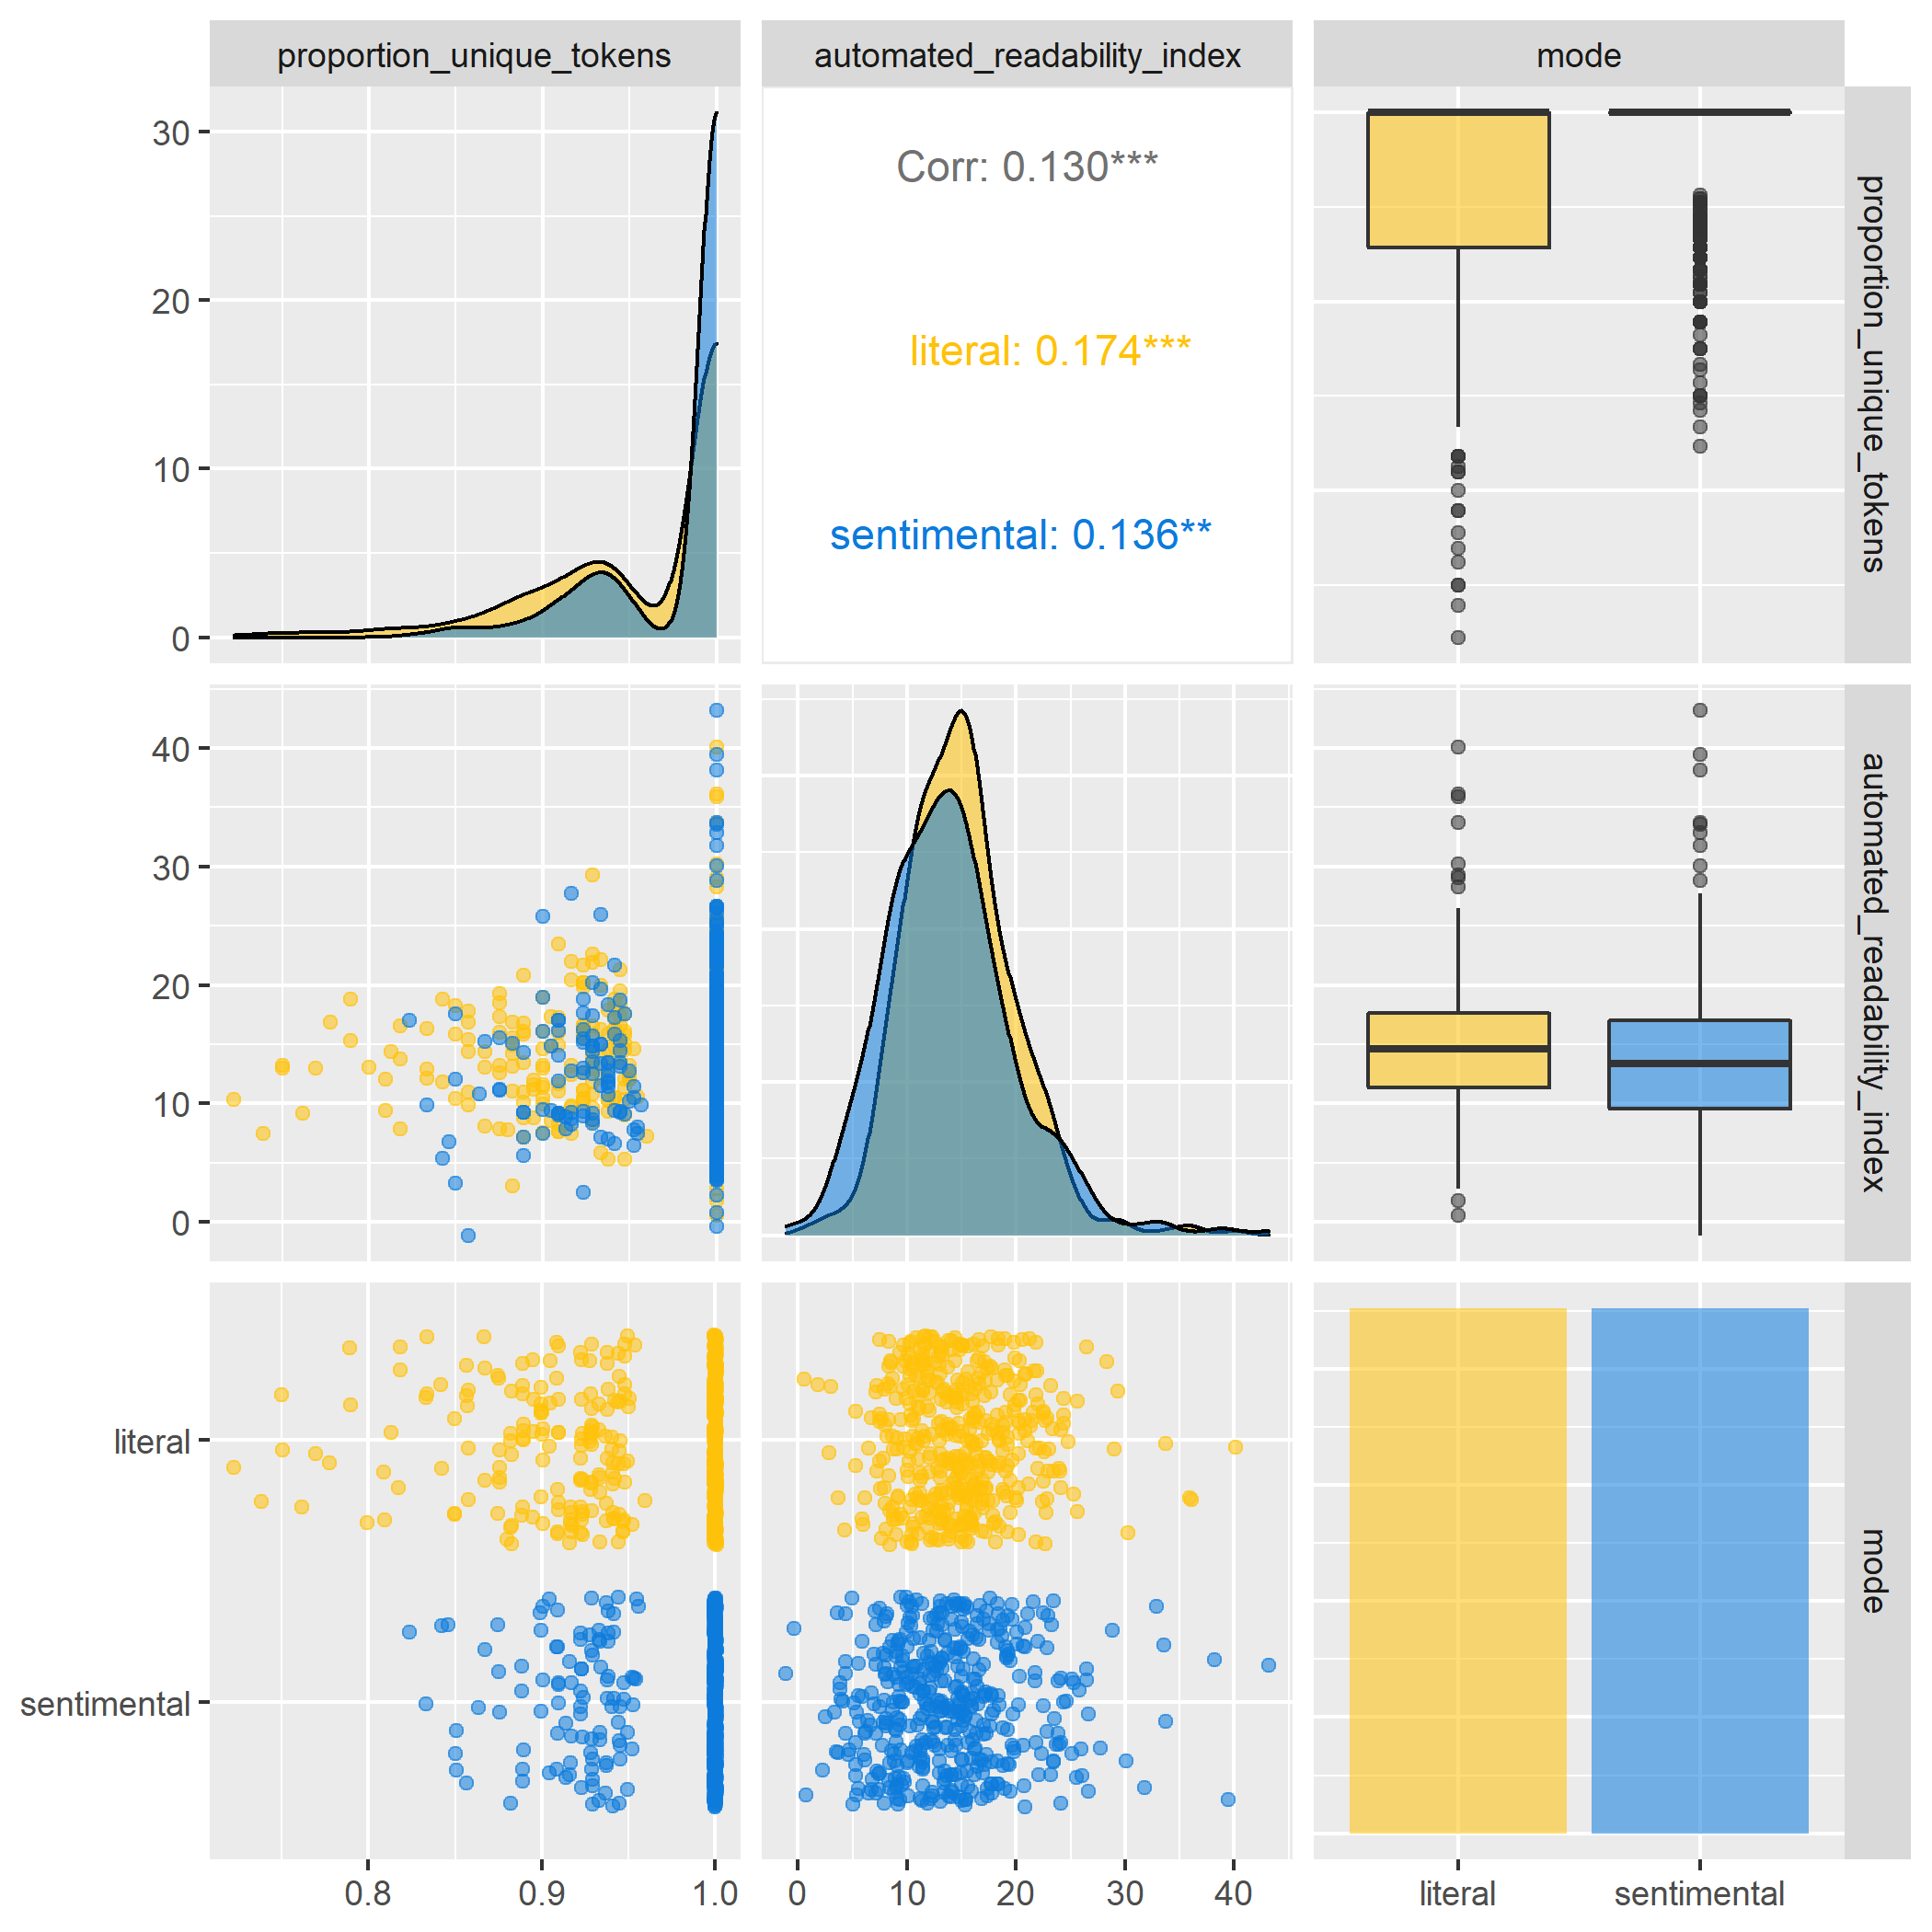 proportion_unique_tokens
automated_readability_index
mode
30
20
10
0
Corr: 0.130***
literal: 0.174***
sentimental: 0.136**
proportion_unique_tokens
40
30
20
10
0
automated_readability_index
literal
sentimental
mode
0.8
0.9
1.0
0
10
20
30
40
literal
sentimental